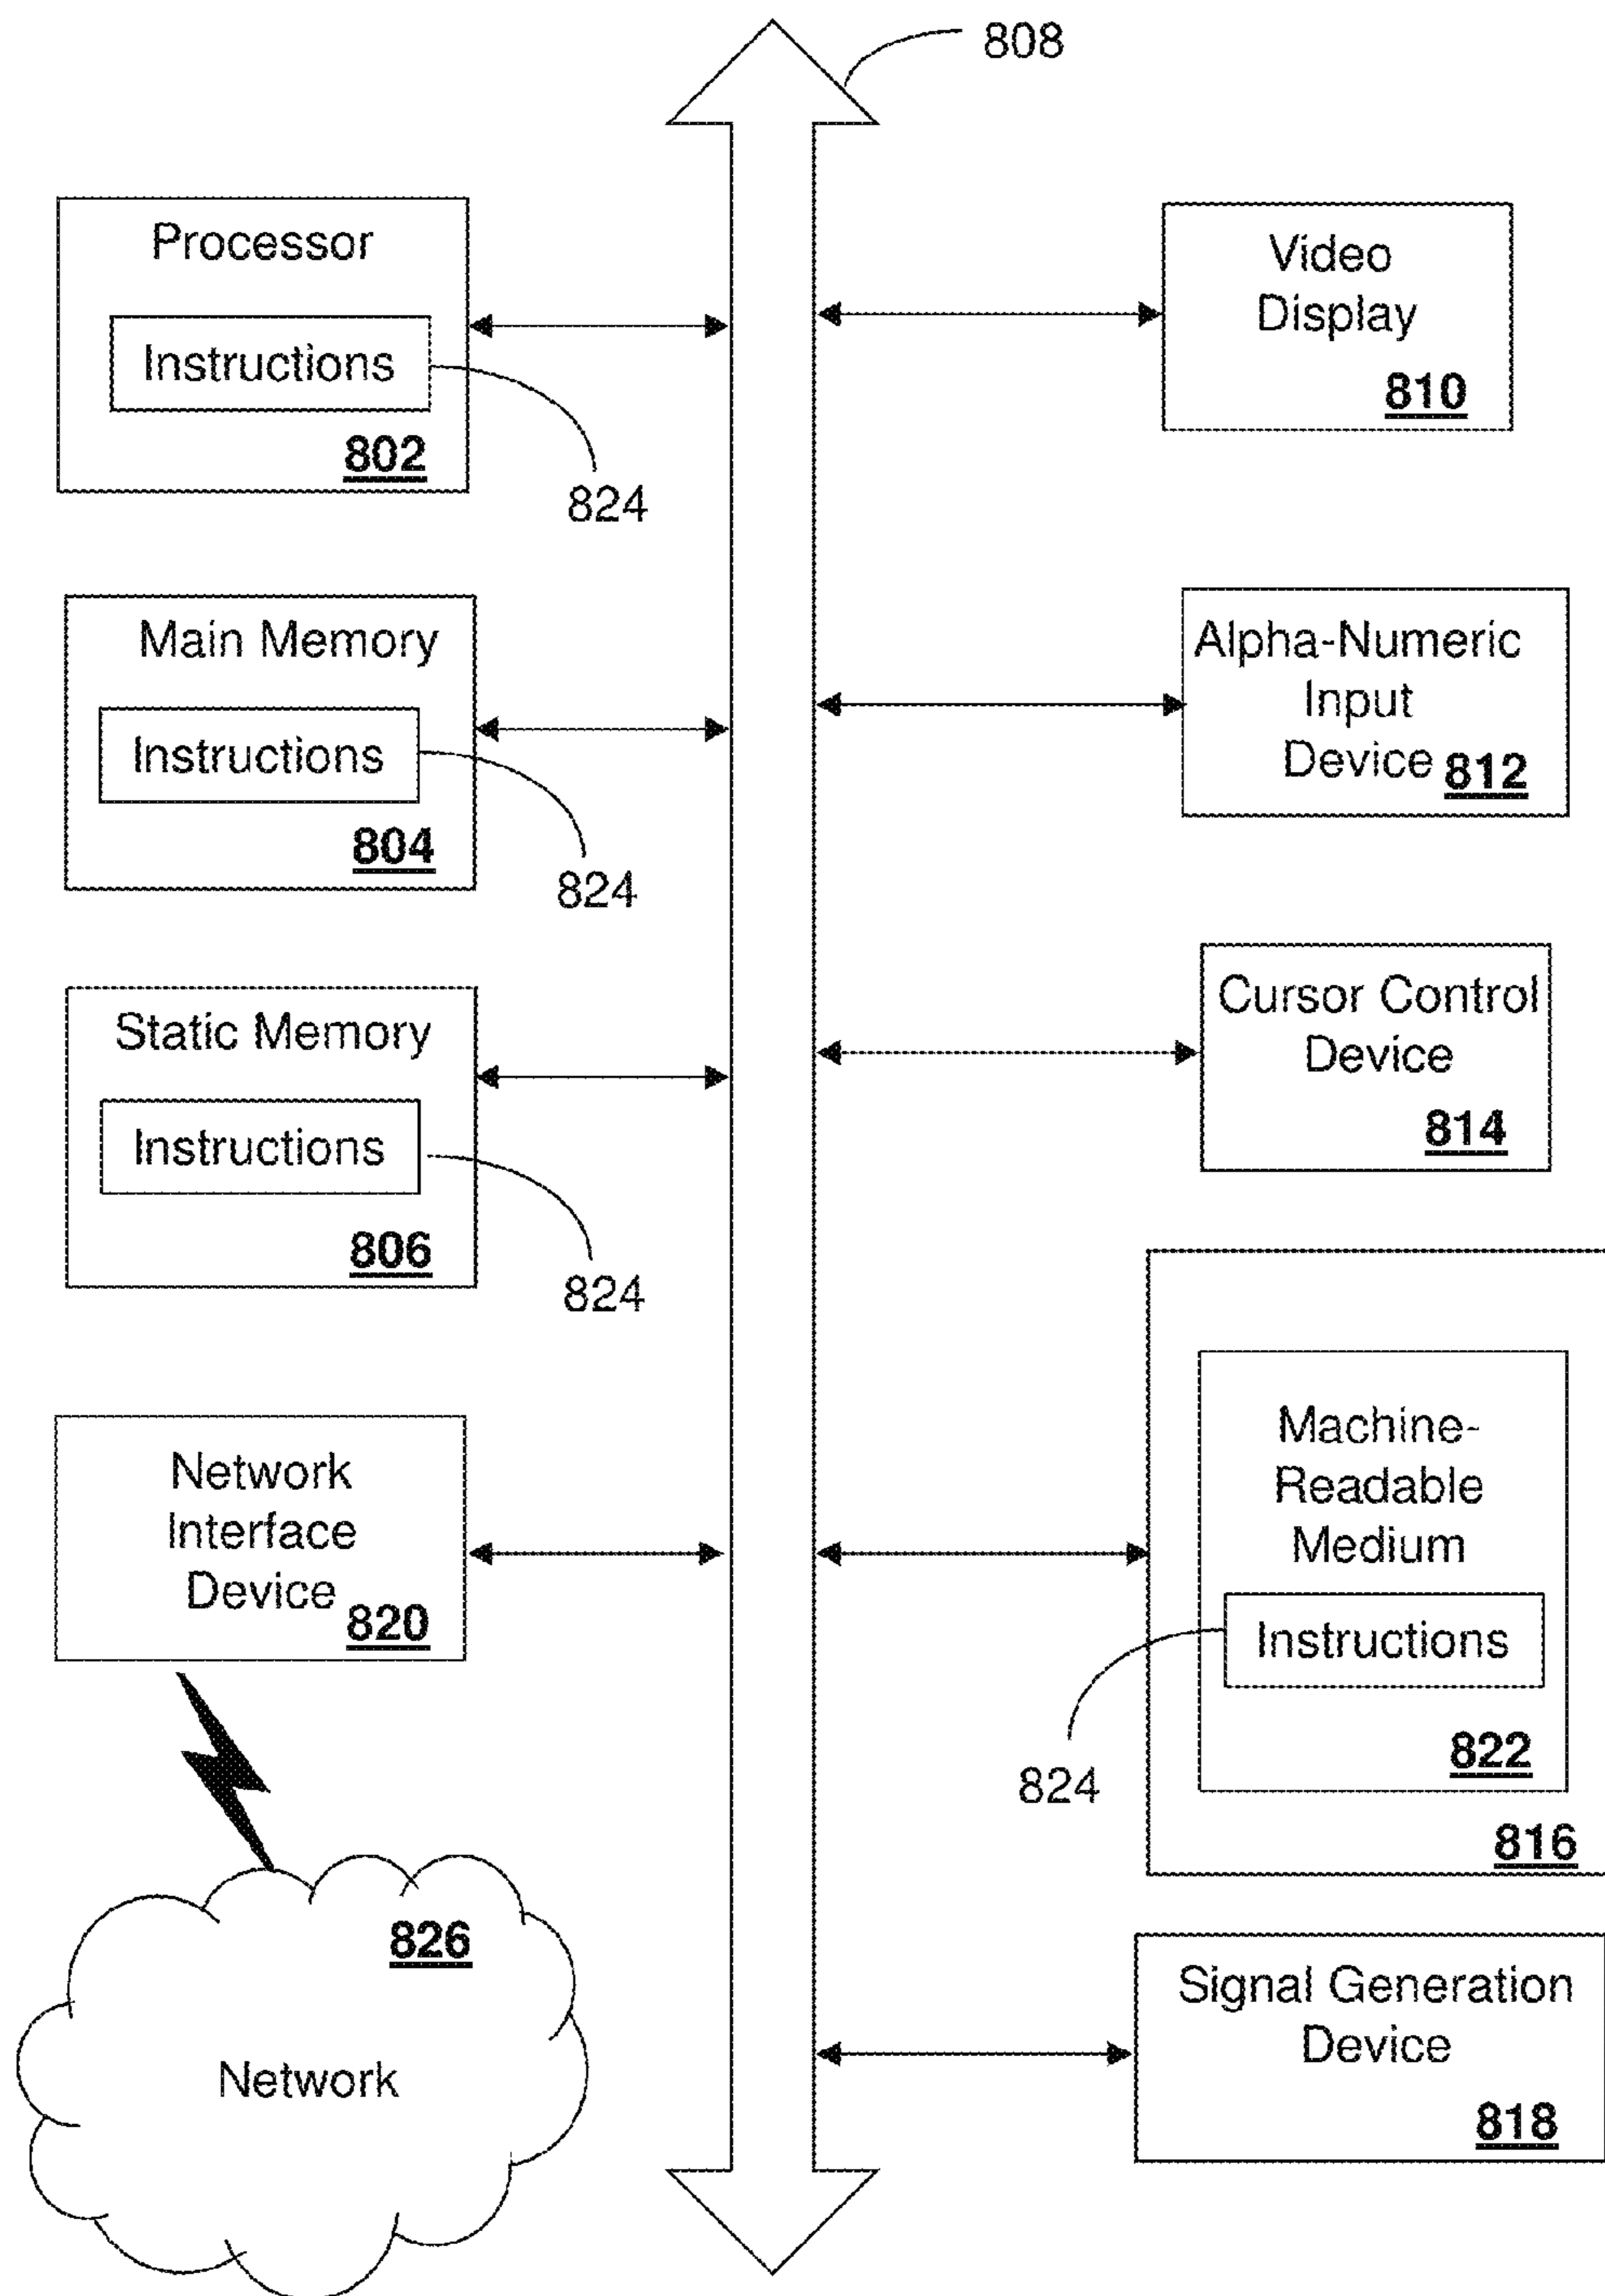 808
Processor
Instructions
802
824
Main Memory
Instructions
804
824
Static Memory
Instructions
806
824
Network
Interface
Device
820
826
Network
Video
Display
810
Alpha-Numeric
Input
Device
812
Cursor Control
Device
814
Machine-
Readable
Medium
Instructions
822
824
816
Signal Generation
Device
818